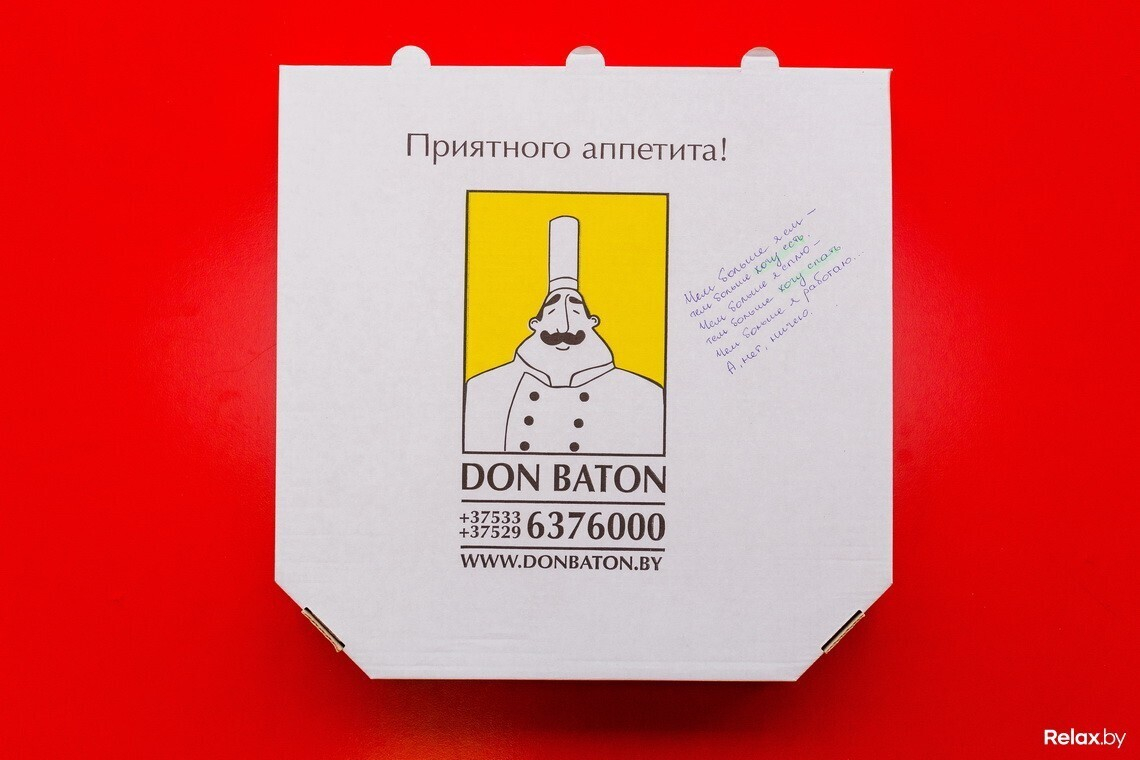 Приятного аппетита!
Чем больше я ем –
тем больше хочу есть.
Чем больше я сплю –
тем больше хочу спать
Чем больше я работаю...
А, нет, ничего.
DON BATON
+37533
+37529
6376000
WWW.DONBATON.BY
Relax.by